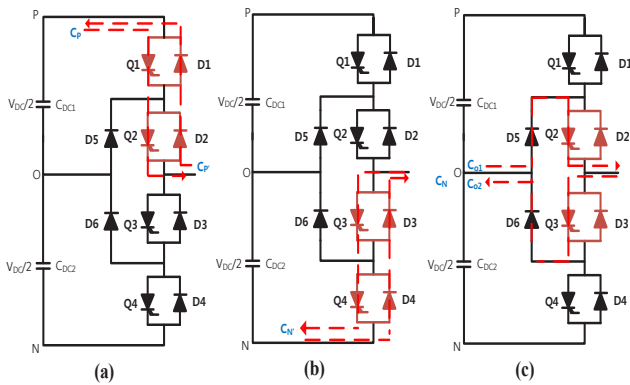 P
C_P
Q1
D1
V_DC/2
C_DC1
D5
Q2
D2
C_P'
O
D6
Q3
D3
V_DC/2
C_DC2
Q4
D4
N
(a)
P
Q1
D1
V_DC/2
C_DC1
D5
Q2
D2
O
D6
Q3
D3
V_DC/2
C_DC2
Q4
D4
C_N'
N
(b)
P
Q1
D1
V_DC/2
C_DC1
D5
Q2
D2
C_o1
O
C_N
C_o2
D6
Q3
D3
V_DC/2
C_DC2
Q4
D4
N
(c)